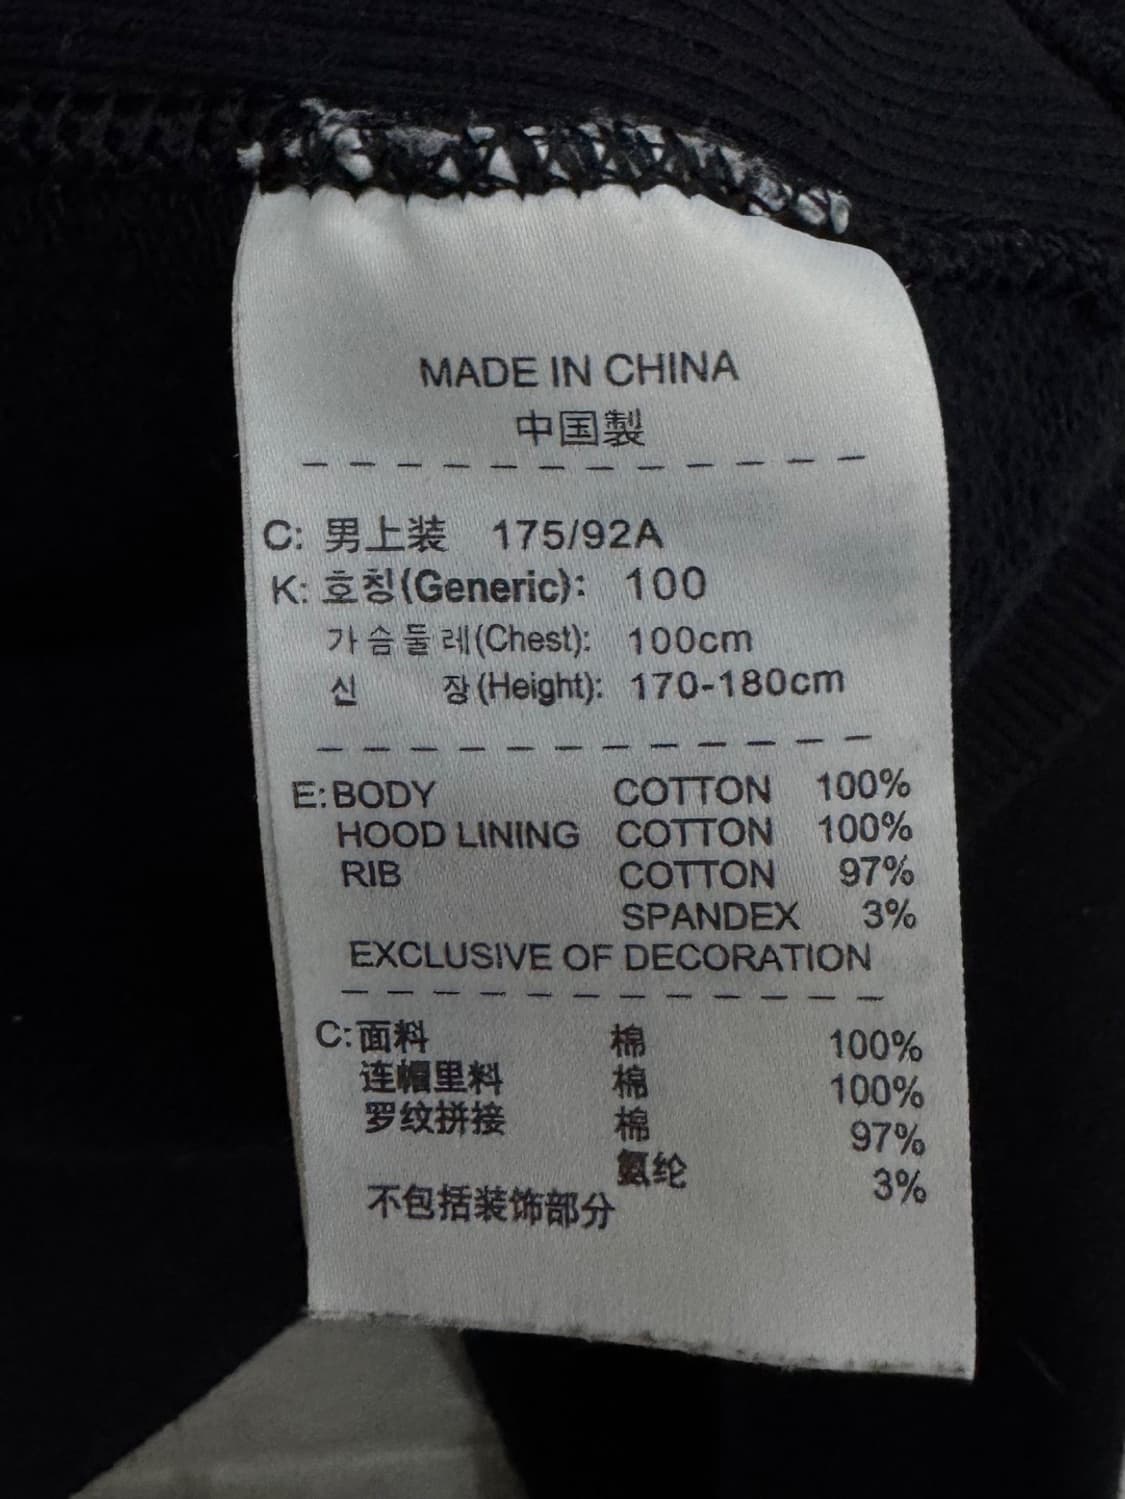 MADE IN CHINA
中国製
C: 男上装 175/92A
K: 호칭(Generic): 100
가슴둘레(Chest): 100cm
신 장(Height): 170-180cm
E: BODY COTTON 100%
HOOD LINING COTTON 100%
RIB COTTON 97%
SPANDEX 3%
EXCLUSIVE OF DECORATION
C: 面料 棉 100%
连帽里料 棉 100%
罗纹拼接 棉 97%
氨纶 3%
不包括装饰部分